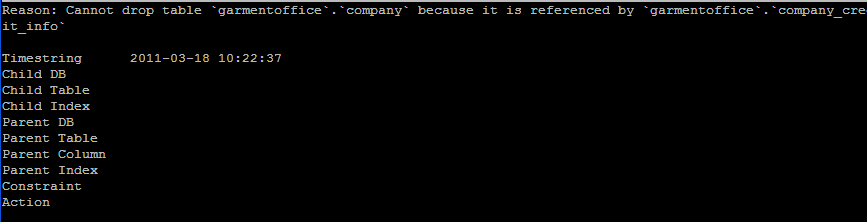 Reason: Cannot drop table `garmentoffice`.`company` because it is referenced by `garmentoffice`.`company_cred
it_info`
Timestring 2011-03-18 10:22:37
Child DB
Child Table
Child Index
Parent DB
Parent Table
Parent Column
Parent Index
Constraint
Action